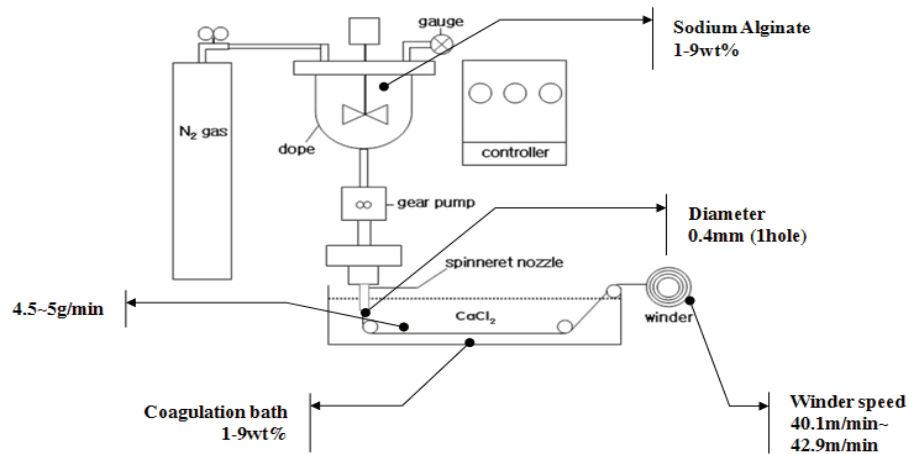 gauge
Sodium Alginate
1-9wt%
N₂ gas
dope
controller
gear pump
Diameter
0.4mm (1hole)
spinneret nozzle
4.5~5g/min
CaCl₂
winder
Coagulation bath
1-9wt%
Winder speed
40.1m/min~
42.9m/min